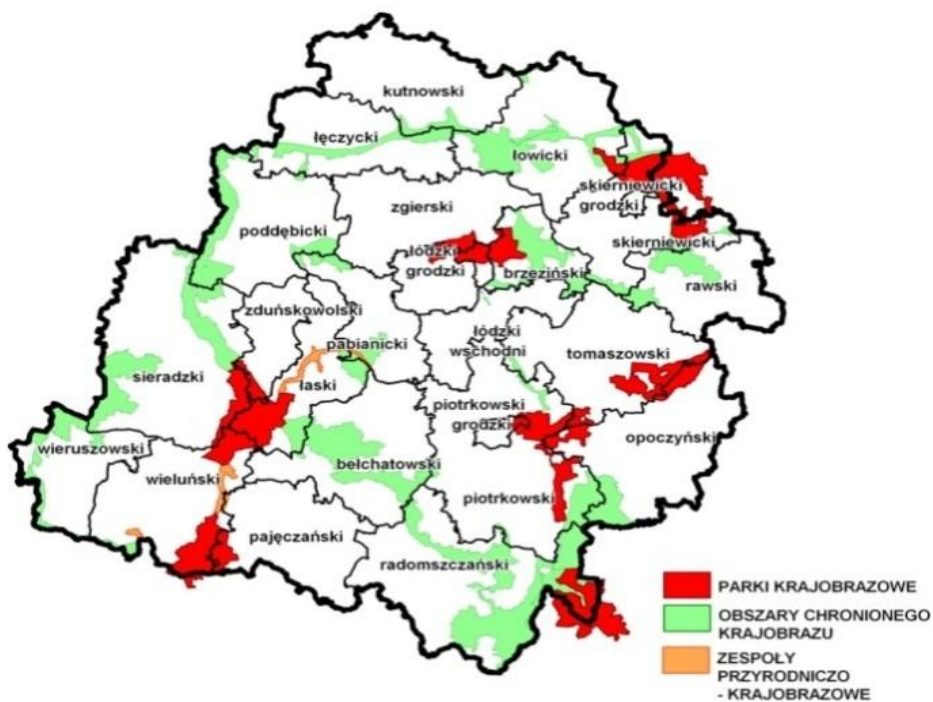 kutnowski
łęczycki
łowicki
skierniewicki
grodzki
zgierski
poddębicki
łódzki
grodzki
brzeziński
skierniewicki
rawski
zduńskowolski
pabianicki
łódzki
wschodni
tomaszowski
sieradzki
łaski
piotrkowski
grodzki
opoczyński
wieruszowski
wieluński
bełchatowski
piotrkowski
pajęczański
radomszczański
PARKI KRAJOBRAZOWE
OBSZARY CHRONIONEGO
KRAJOBRAZU
ZESPOŁY
PRZYRODNICZO
- KRAJOBRAZOWE